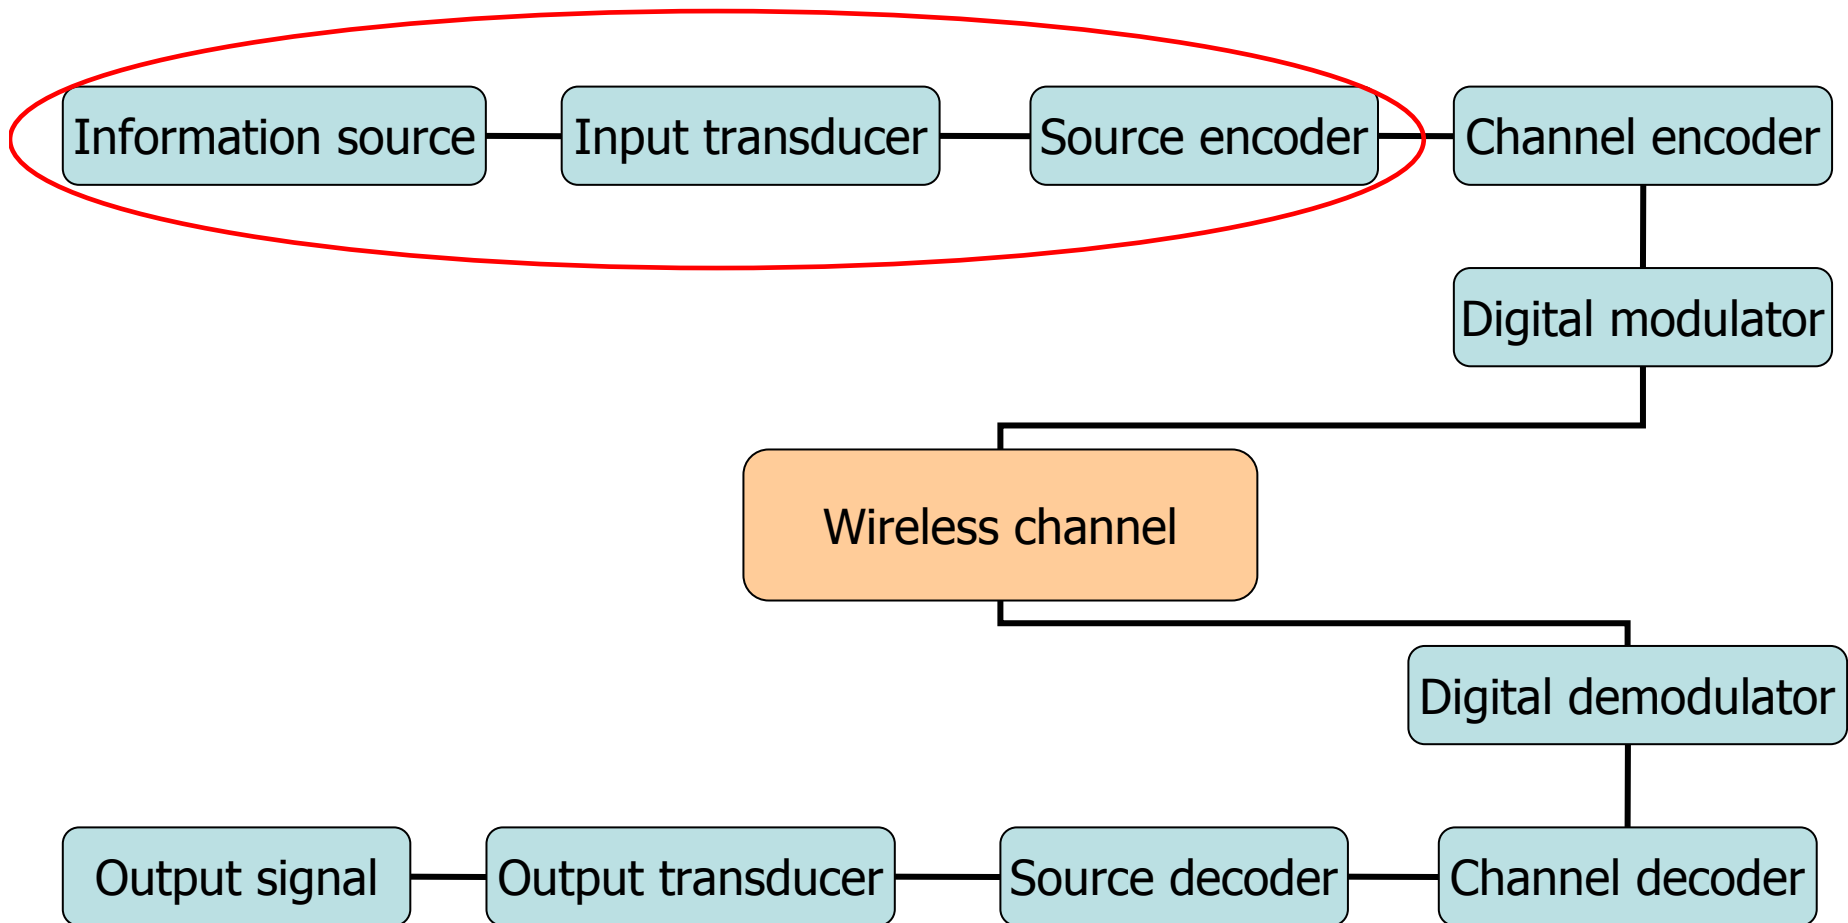 Information source
Input transducer
Source encoder
Channel encoder
Digital modulator
Wireless channel
Digital demodulator
Output signal
Output transducer
Source decoder
Channel decoder